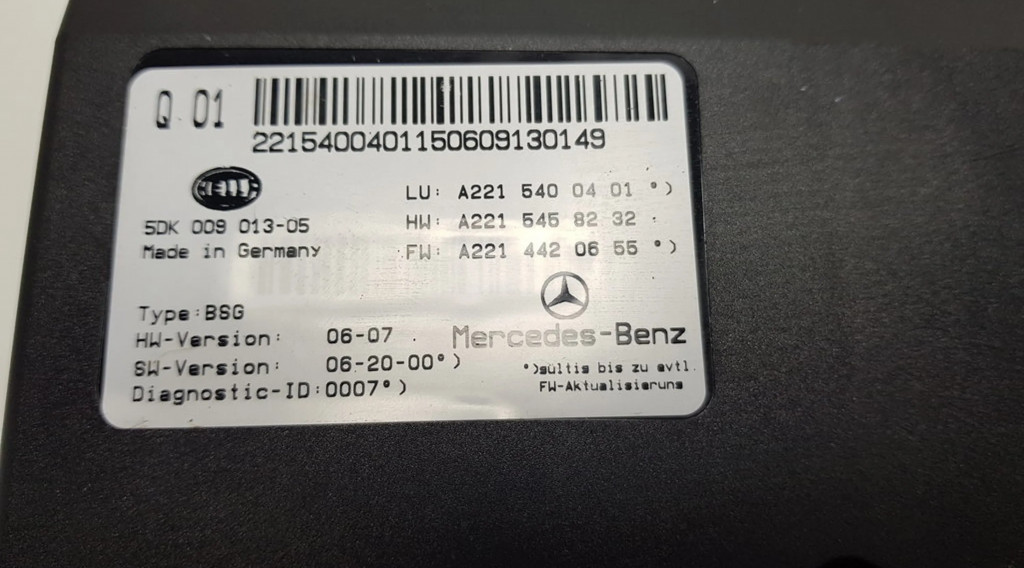 Q 01
22154004011506091301​49
HELLA
LU: A221 540 04 01 °)
5DK 009 013-05
HW: A221 545 82 32
Made in Germany
FW: A221 442 06 55 °)
Type:BSG
HW-Version: 06-07
Mercedes-Benz
SW-Version: 06-20-00°)
°)gültig bis zu evtl.
Diagnostic-ID:0007°)
FW-Aktualisierung